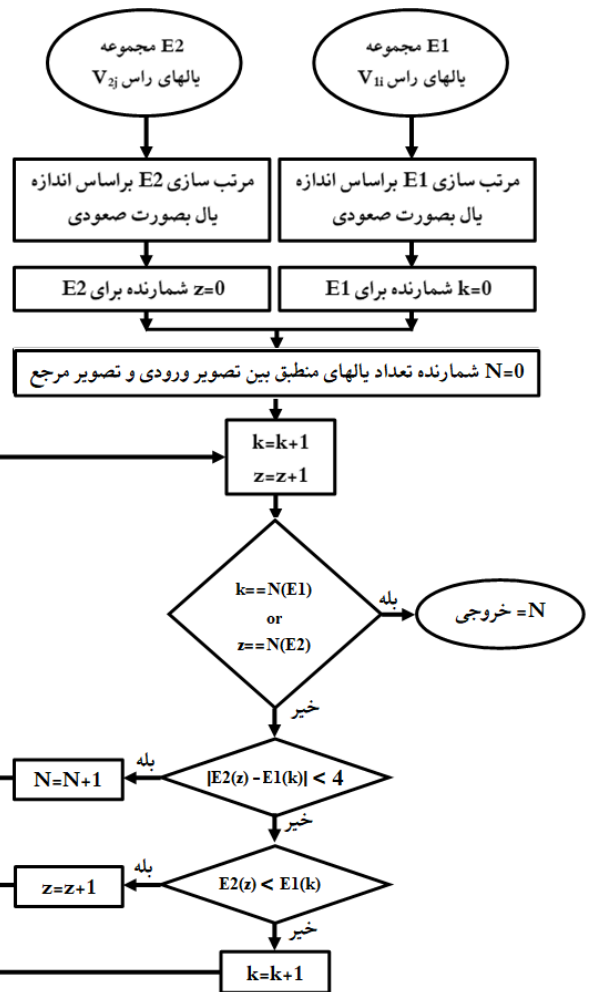 E1 مجموعه
یالهای راس V1i
E2 مجموعه
یالهای راس V2j
مرتب سازی E1 براساس اندازه
یال بصورت صعودی
مرتب سازی E2 براساس اندازه
یال بصورت صعودی
k=0 شمارنده برای E1
z=0 شمارنده برای E2
N=0 شمارنده تعداد یالهای منطبق بین تصویر ورودی و تصویر مرجع
k=k+1
z=z+1
k==N(E1)
or
z==N(E2)
بله
N= خروجی
خیر
|E2(z) - E1(k)| < 4
بله
N=N+1
خیر
E2(z) < E1(k)
بله
z=z+1
خیر
k=k+1